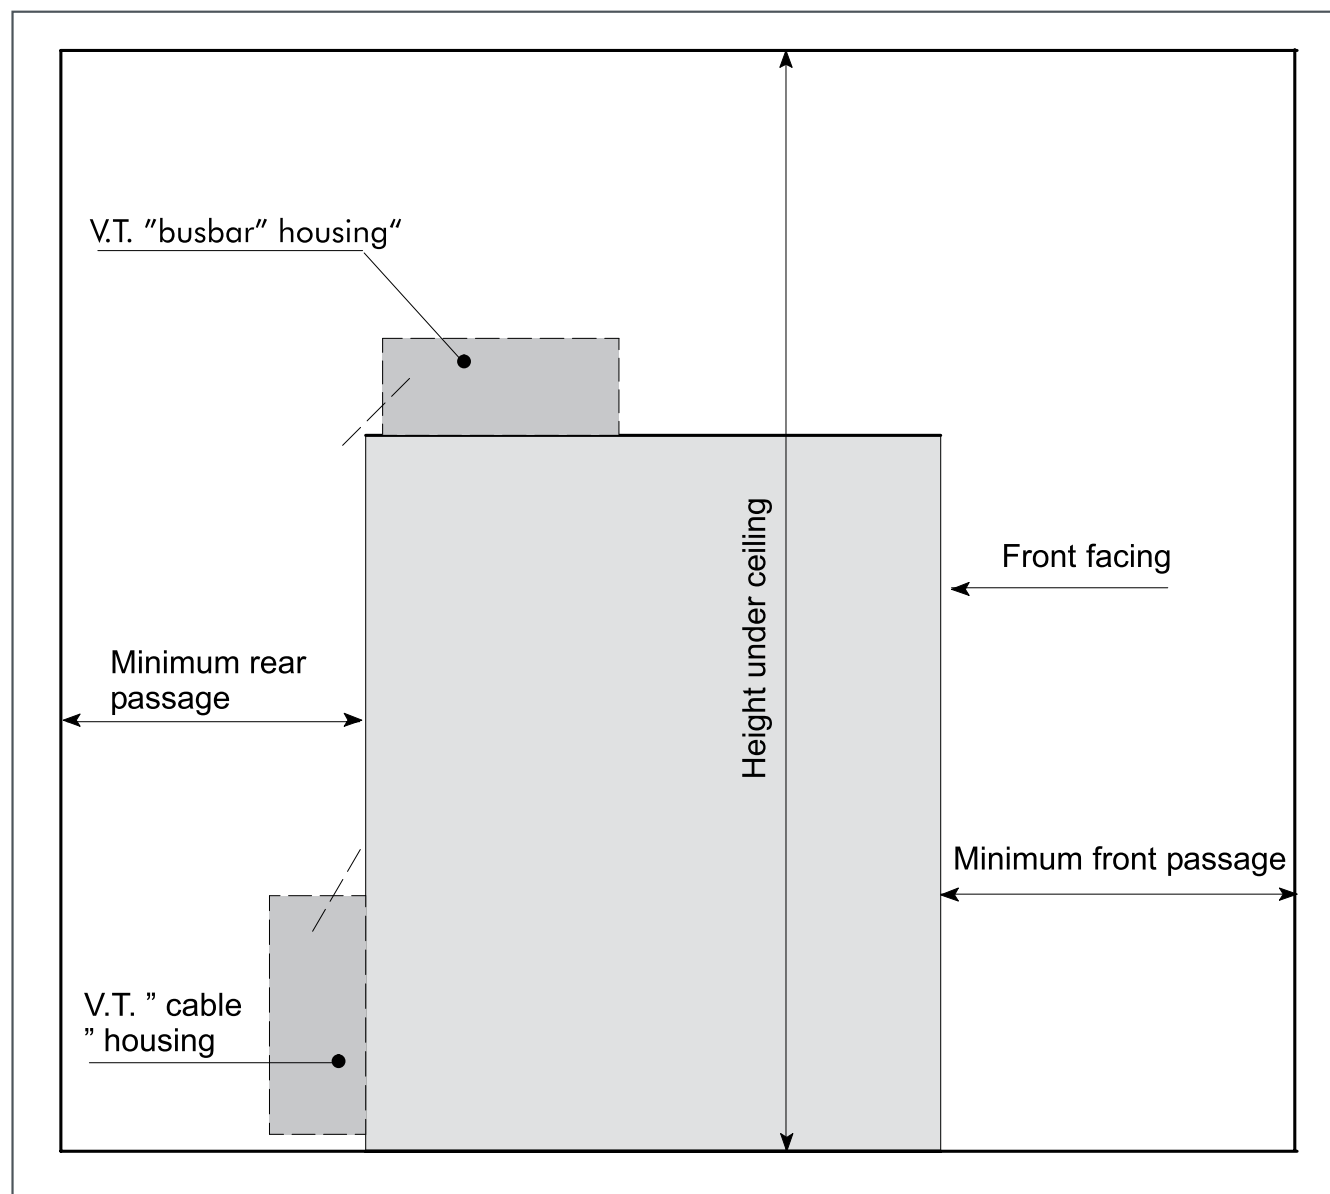 V.T. ”busbar” housing“
Height under ceiling
Front facing
Minimum rear
passage
Minimum front passage
V.T. ” cable
” housing